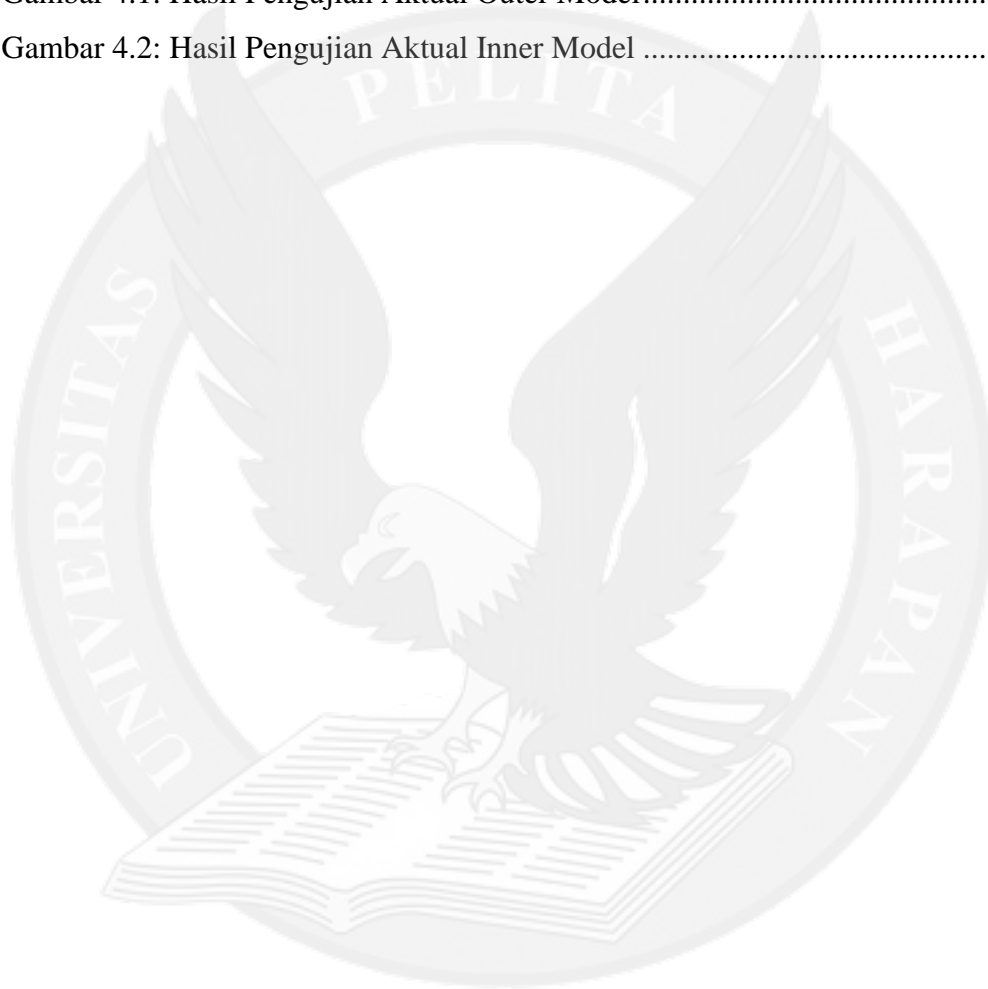 Gambar 4.1: Hasil Pengujian Aktual Outer Model...........................................
Gambar 4.2: Hasil Pengujian Aktual Inner Model ...........................................
UNIVERSITAS PELITA HARAPAN